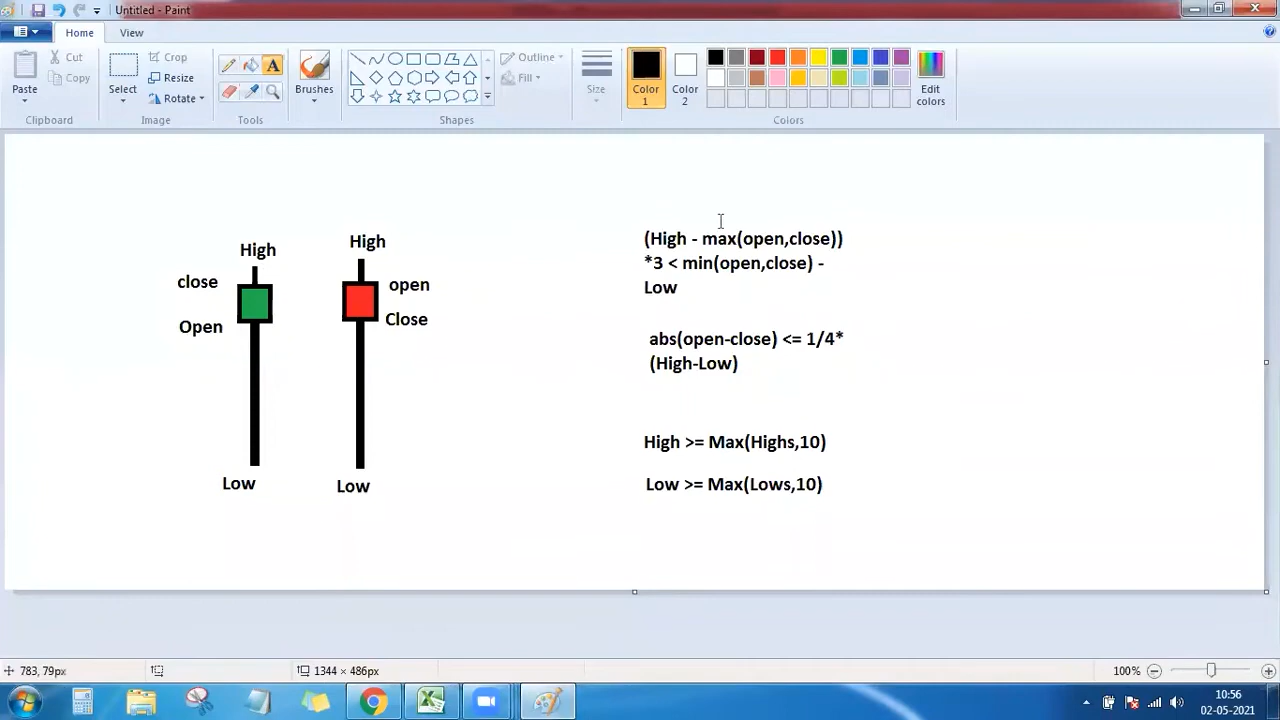 Untitled - Paint
Home
View
Paste
Cut
Copy
Clipboard
Select
Crop
Resize
Rotate
Image
Tools
Brushes
Shapes
Outline
Fill
Size
Color 1
Color 2
Edit colors
Colors
High
close
Open
Low
High
open
Close
Low
(High - max(open,close))
*3 < min(open,close) -
Low
abs(open-close) <= 1/4*
(High-Low)
High >= Max(Highs,10)
Low >= Max(Lows,10)
783, 79px
1344 × 486px
100%
10:56
02-05-2021